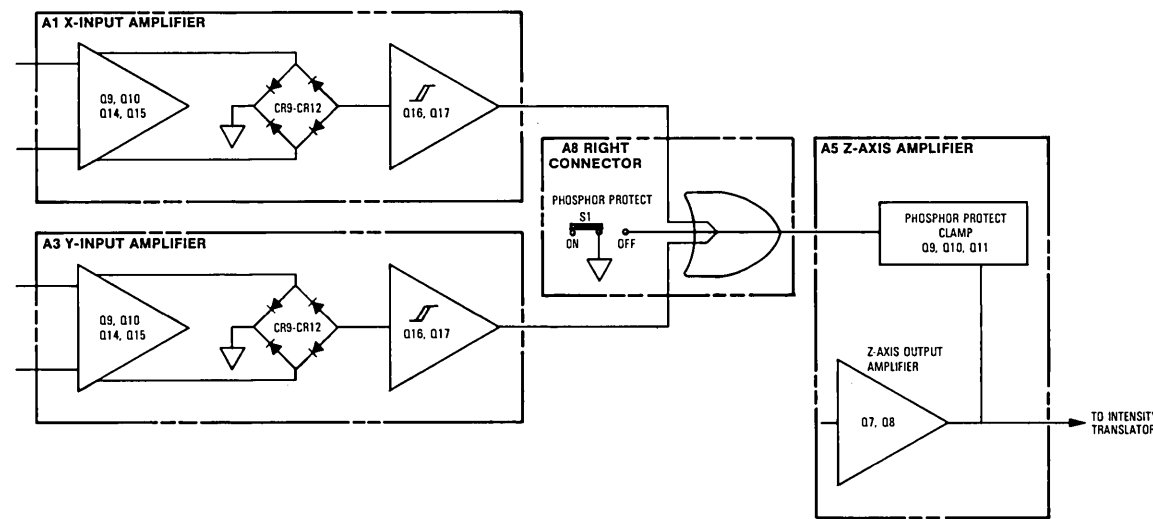 A1 X-INPUT AMPLIFIER
Q9, Q10
Q14, Q15
CR9-CR12
Q16, Q17
A3 Y-INPUT AMPLIFIER
Q9, Q10
Q14, Q15
CR9-CR12
Q16, Q17
A8 RIGHT
CONNECTOR
PHOSPHOR PROTECT
S1
ON
OFF
A5 Z-AXIS AMPLIFIER
PHOSPHOR PROTECT
CLAMP
Q9, Q10, Q11
Z-AXIS OUTPUT
AMPLIFIER
Q7, Q8
TO INTENSITY
TRANSLATOR